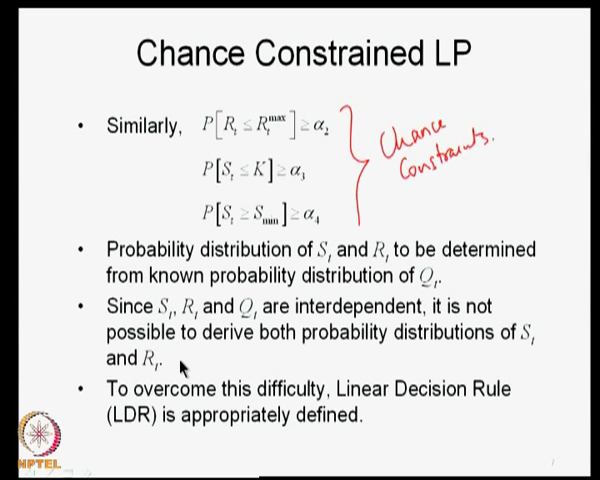 Chance Constrained LP
• Similarly, P[R_t ≤ R_t^max] ≥ α_2
P[S_t ≤ K] ≥ α_3
P[S_t ≥ S_min] ≥ α_4
Chance
Constraints.
• Probability distribution of S_t and R_t to be determined
from known probability distribution of Q_t.
• Since S_t, R_t and Q_t are interdependent, it is not
possible to derive both probability distributions of S_t
and R_t.
• To overcome this difficulty, Linear Decision Rule
(LDR) is appropriately defined.
NPTEL